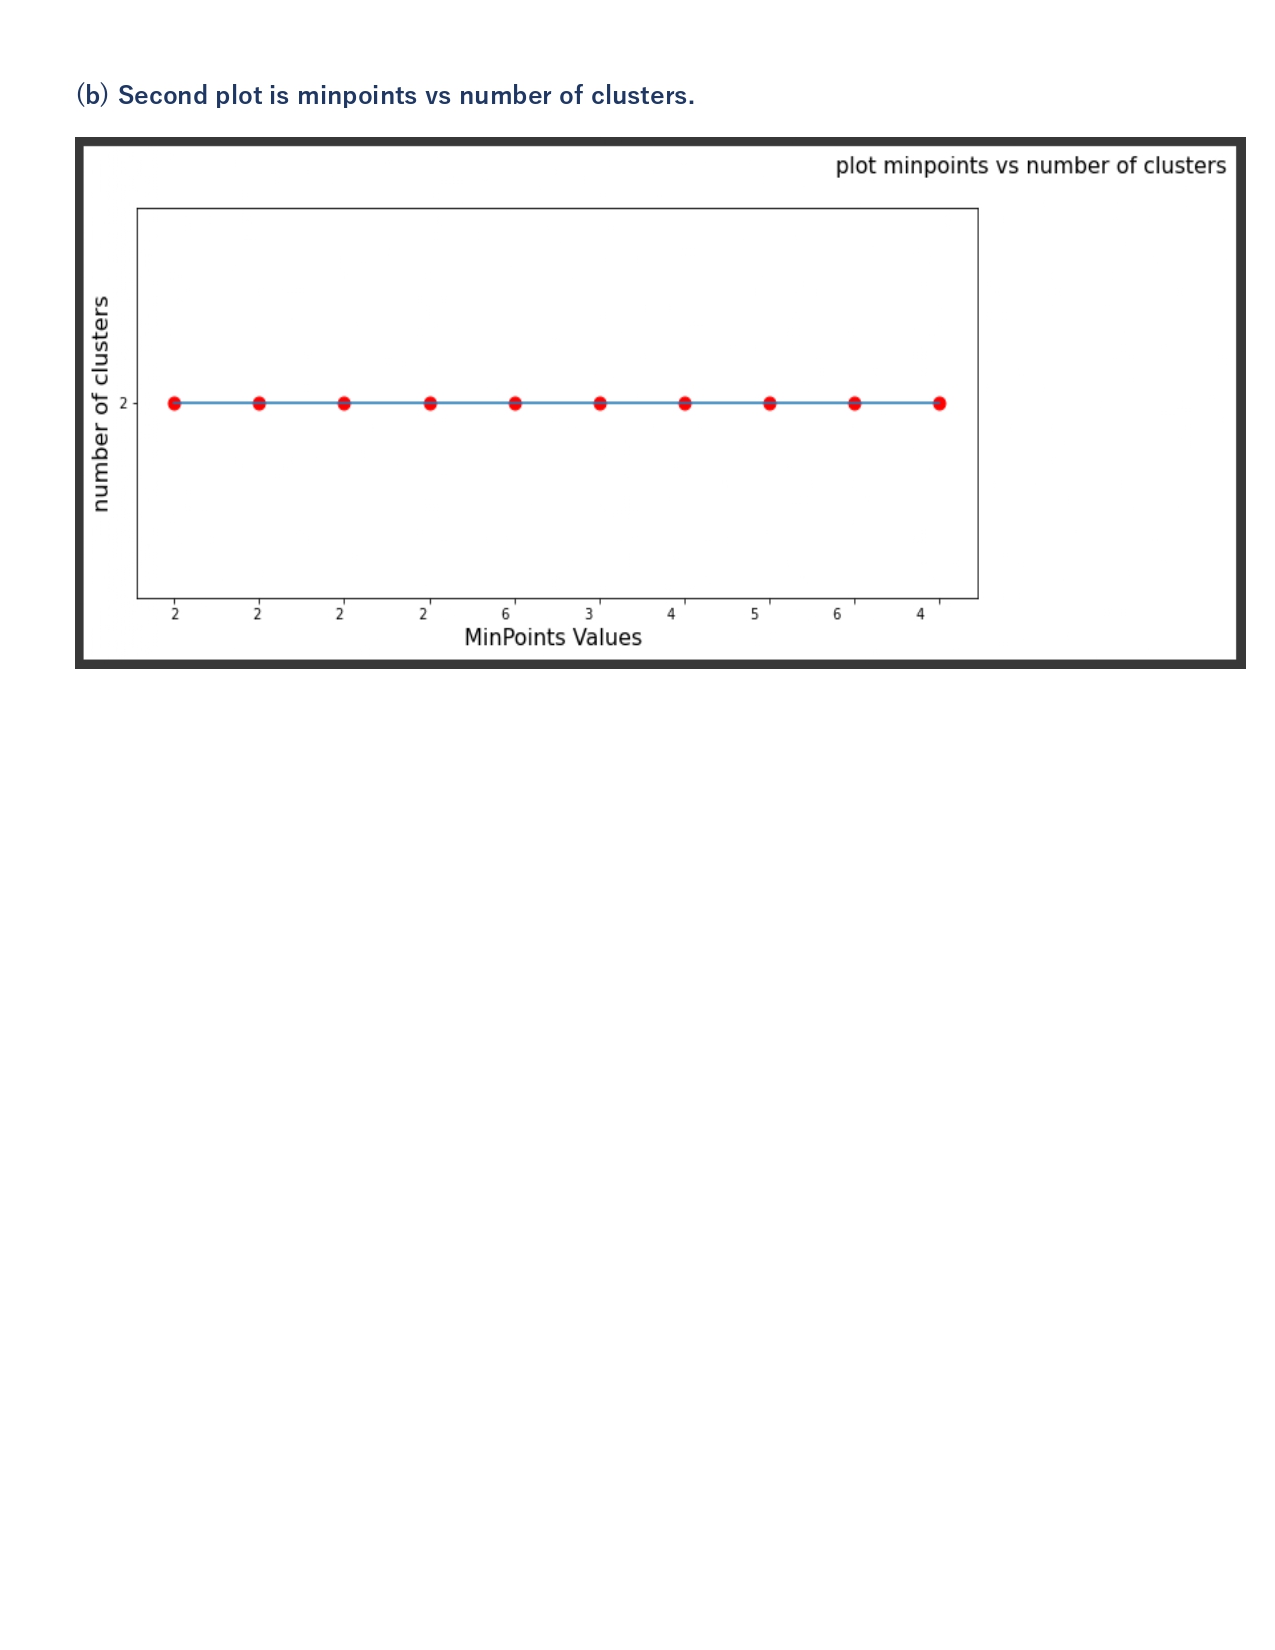 (b) Second plot is minpoints vs number of clusters.
plot minpoints vs number of clusters
number of clusters
2
2 2 2 2 6 3 4 5 6 4
MinPoints Values